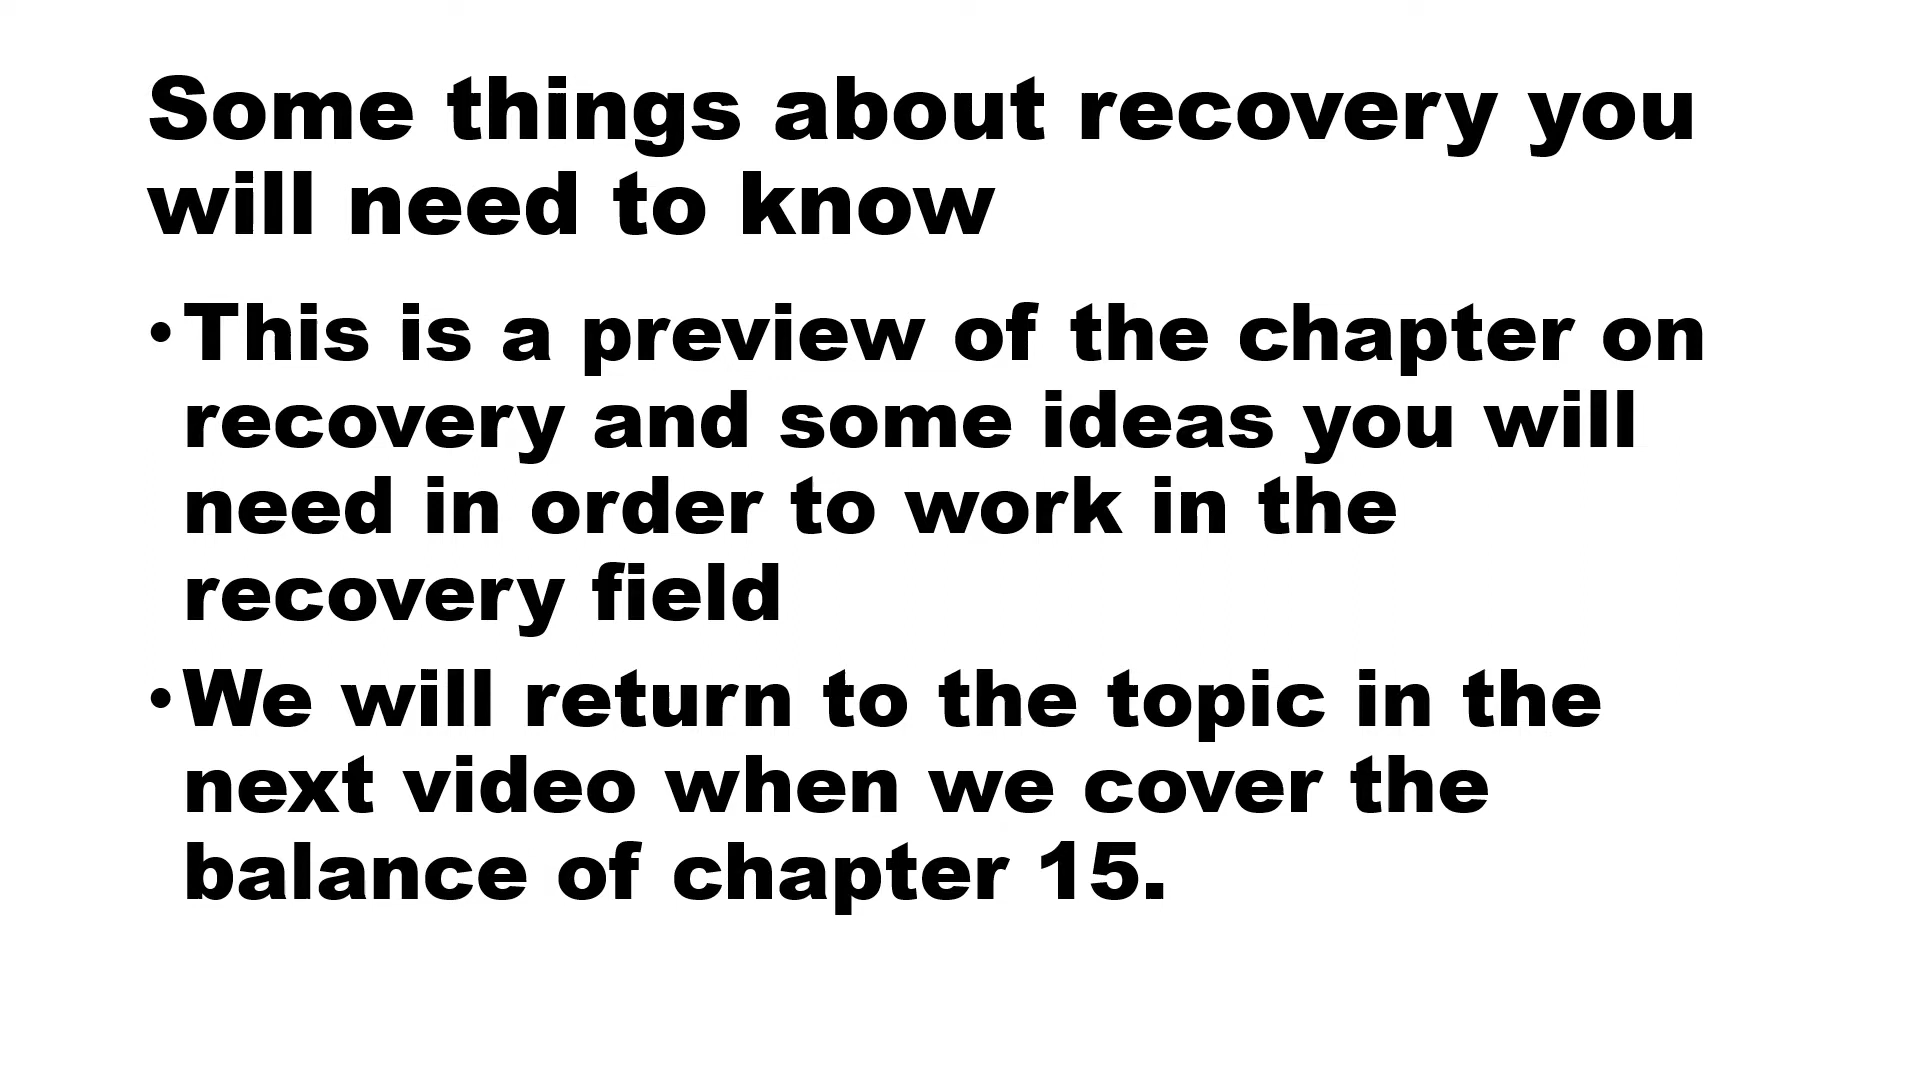 Some things about recovery you
will need to know
• This is a preview of the chapter on
recovery and some ideas you will
need in order to work in the
recovery field
• We will return to the topic in the
next video when we cover the
balance of chapter 15.